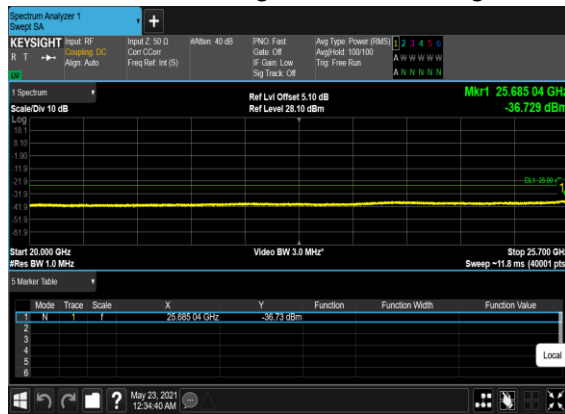 Spectrum Analyzer 1
Swept SA
KEYSIGHT Input: RF Input Z: 50 Ω #Atten: 40 dB PNO: Fast Avg Type: Power (RMS) 1 2 3 4 5 6
R T Coupling: DC Corr CCorr Gate: Off Avg|Hold: 100/100 A W W W W W
Align: Auto Freq Ref: Int (S) IF Gain: Low Trig: Free Run
Sig Track: Off A N N N N N
1 Spectrum Ref Lvl Offset 5.10 dB Mkr1 25.685 04 GHz
Scale/Div 10 dB Ref Level 28.10 dBm -36.729 dBm
Log
18.1
8.10
-1.90
-11.9
-21.9 DL1 -25.00
-31.9 1
-41.9
-51.9
-61.9
Start 20.000 GHz Video BW 3.0 MHz* Stop 25.700 GHz
#Res BW 1.0 MHz Sweep ~11.8 ms (40001 pts
5 Marker Table
Mode Trace Scale X Y Function Function Width Function Value
1 N 1 f 25.685 04 GHz -36.73 dBm
2
3
4
5
6
Local
? May 23, 2021
12:34:40 AM